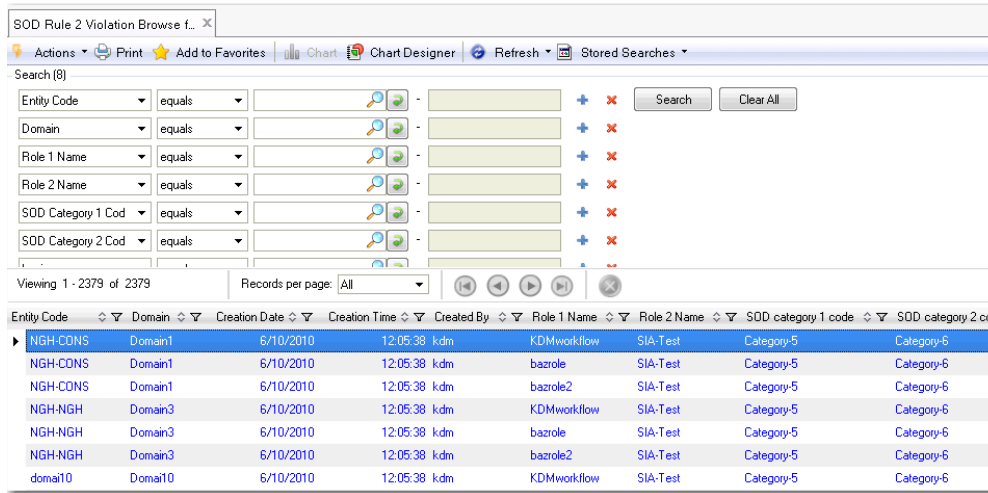 SOD Rule 2 Violation Browse f...
Actions Print Add to Favorites Chart Chart Designer Refresh Stored Searches
Search (8)
Entity Code equals - Search Clear All
Domain equals -
Role 1 Name equals -
Role 2 Name equals -
SOD Category 1 Cod equals -
SOD Category 2 Cod equals -
Viewing 1 - 2379 of 2379 Records per page: All
Entity Code Domain Creation Date Creation Time Created By Role 1 Name Role 2 Name SOD category 1 code SOD category 2 co
NGH-CONS Domain1 6/10/2010 12:05:38 kdm KDMworkflow SIA-Test Category-5 Category-6
NGH-CONS Domain1 6/10/2010 12:05:38 kdm bazrole SIA-Test Category-5 Category-6
NGH-CONS Domain1 6/10/2010 12:05:38 kdm bazrole2 SIA-Test Category-5 Category-6
NGH-NGH Domain3 6/10/2010 12:05:38 kdm KDMworkflow SIA-Test Category-5 Category-6
NGH-NGH Domain3 6/10/2010 12:05:38 kdm bazrole SIA-Test Category-5 Category-6
NGH-NGH Domain3 6/10/2010 12:05:38 kdm bazrole2 SIA-Test Category-5 Category-6
domai10 Domai10 6/10/2010 12:05:38 kdm KDMworkflow SIA-Test Category-5 Category-6